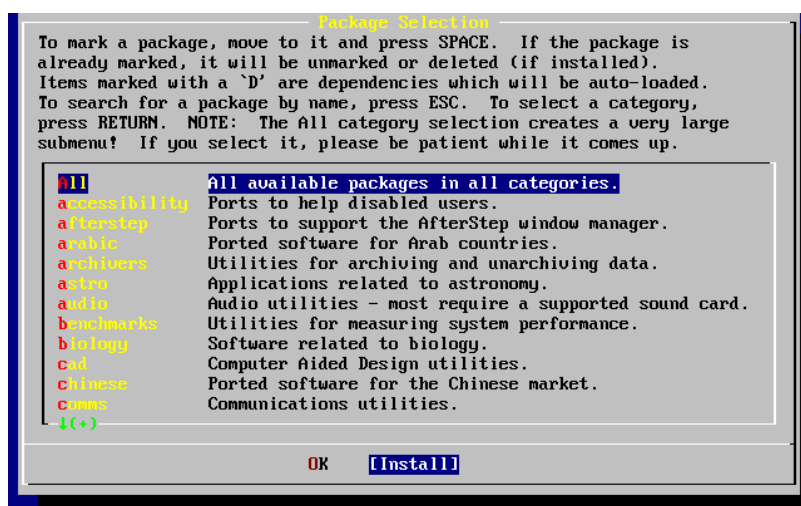 Package Selection
To mark a package, move to it and press SPACE.  If the package is
already marked, it will be unmarked or deleted (if installed).
Items marked with a `D' are dependencies which will be auto-loaded.
To search for a package by name, press ESC.  To select a category,
press RETURN.  NOTE:  The All category selection creates a very large
submenu!  If you select it, please be patient while it comes up.
All All available packages in all categories.
accessibility Ports to help disabled users.
afterstep Ports to support the AfterStep window manager.
arabic Ported software for Arab countries.
archivers Utilities for archiving and unarchiving data.
astro Applications related to astronomy.
audio Audio utilities - most require a supported sound card.
benchmarks Utilities for measuring system performance.
biology Software related to biology.
cad Computer Aided Design utilities.
chinese Ported software for the Chinese market.
comms Communications utilities.
↓(+)
OK [Install]